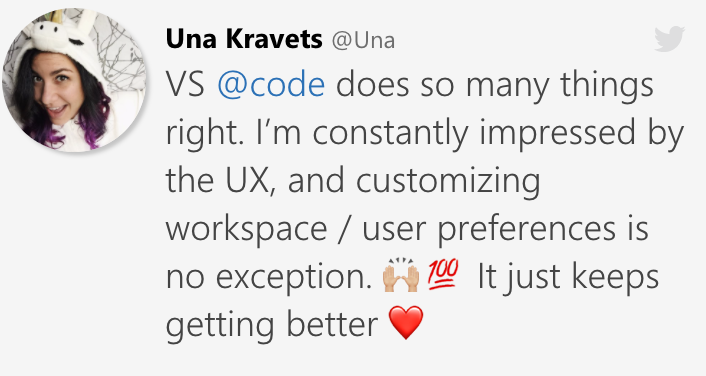 Una Kravets @Una
VS @code does so many things
right. I’m constantly impressed by
the UX, and customizing
workspace / user preferences is
no exception. 🙌🏼💯 It just keeps
getting better ❤️